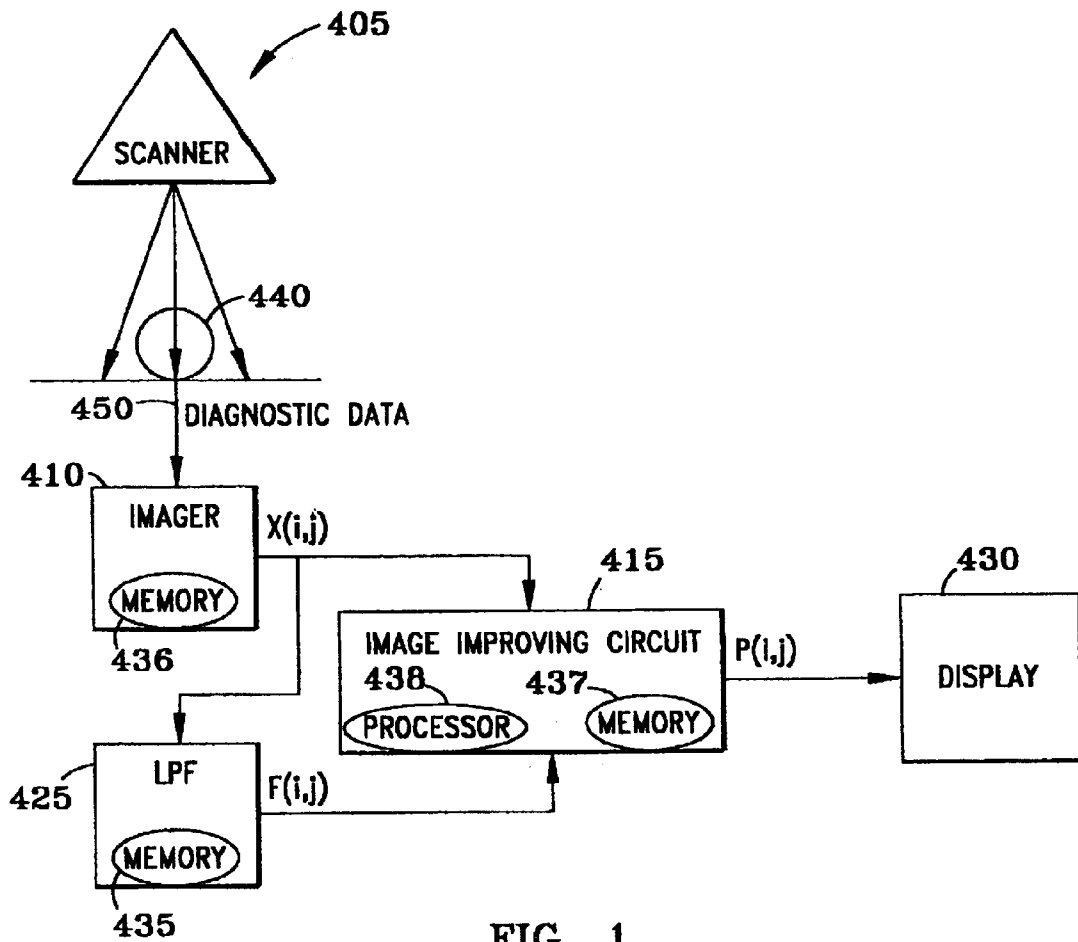 405
SCANNER
440
450
DIAGNOSTIC DATA
410
IMAGER
X(i,j)
MEMORY
436
415
IMAGE IMPROVING CIRCUIT
438
437
PROCESSOR
MEMORY
P(i,j)
430
DISPLAY
425
LPF
F(i,j)
MEMORY
435
FIG. 1